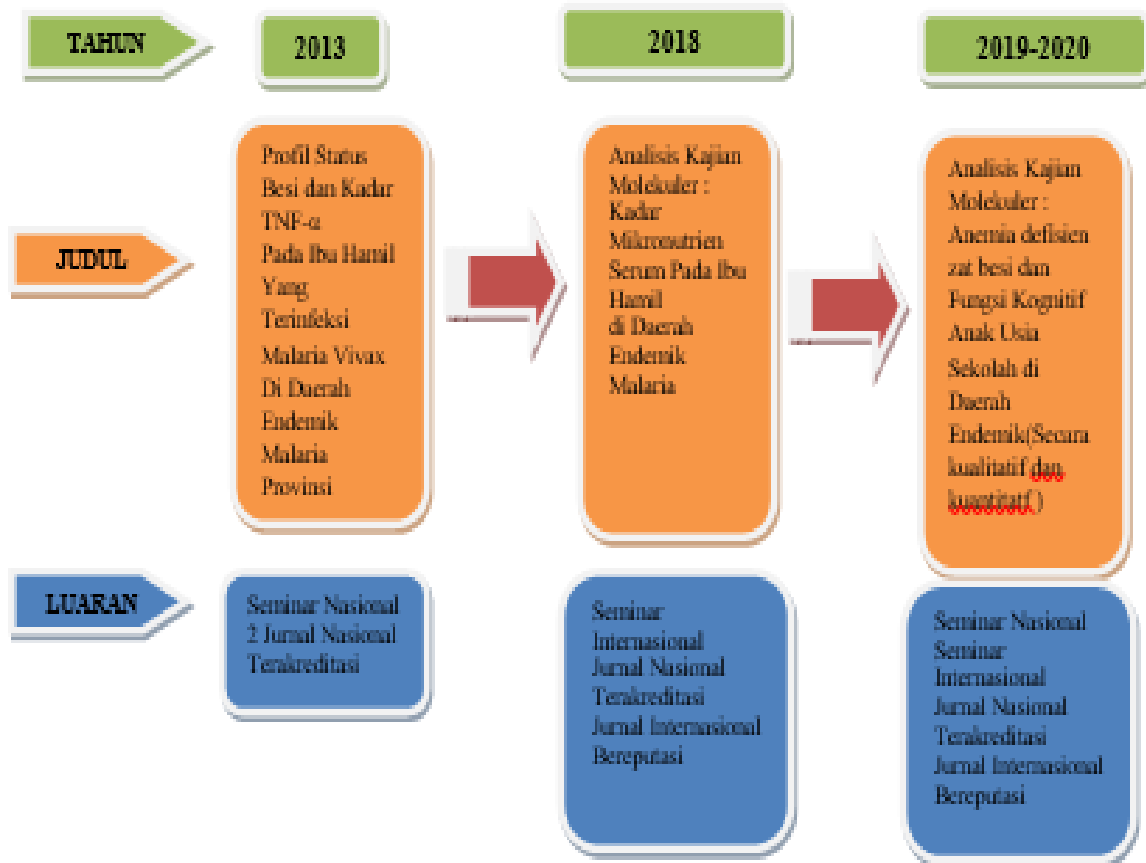 TAHUN
2013
2018
2019-2020
JUDUL
Profil Status
Besi dan Kadar
TNF-α
Pada Ibu Hamil
Yang
Terinfeksi
Malaria Vivax
Di Daerah
Endemik
Malaria
Provinsi
Analisis Kajian
Molekuler :
Kadar
Mikronutrien
Serum Pada Ibu
Hamil
di Daerah
Endemik
Malaria
Analisis Kajian
Molekuler :
Anemia defisien
zat besi dan
Fungsi Kognitif
Anak Usia
Sekolah di
Daerah
Endemik(Secara
kualitatif dan
kuantitatf )
LUARAN
Seminar Nasional
2 Jurnal Nasional
Terakreditasi
Seminar
Internasional
Jurnal Nasional
Terakreditasi
Jurnal Internasional
Bereputasi
Seminar Nasional
Seminar
Internasional
Jurnal Nasional
Terakreditasi
Jurnal Internasional
Bereputasi